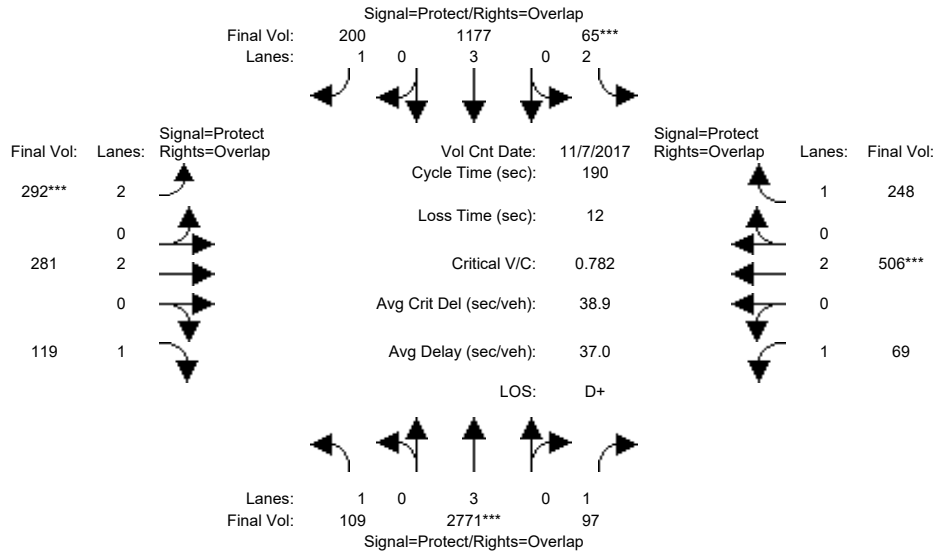 Signal=Protect/Rights=Overlap
Final Vol: 200 1177 65***
Lanes: 1 0 3 0 2
Signal=Protect Signal=Protect
Final Vol: Lanes: Rights=Overlap Vol Cnt Date: 11/7/2017 Rights=Overlap Lanes: Final Vol:
Cycle Time (sec): 190
292*** 2 1 248
Loss Time (sec): 12
0 0
281 2 Critical V/C: 0.782 2 506***
0 Avg Crit Del (sec/veh): 38.9 0
119 1 Avg Delay (sec/veh): 37.0 1 69
LOS: D+
Lanes: 1 0 3 0 1
Final Vol: 109 2771*** 97
Signal=Protect/Rights=Overlap